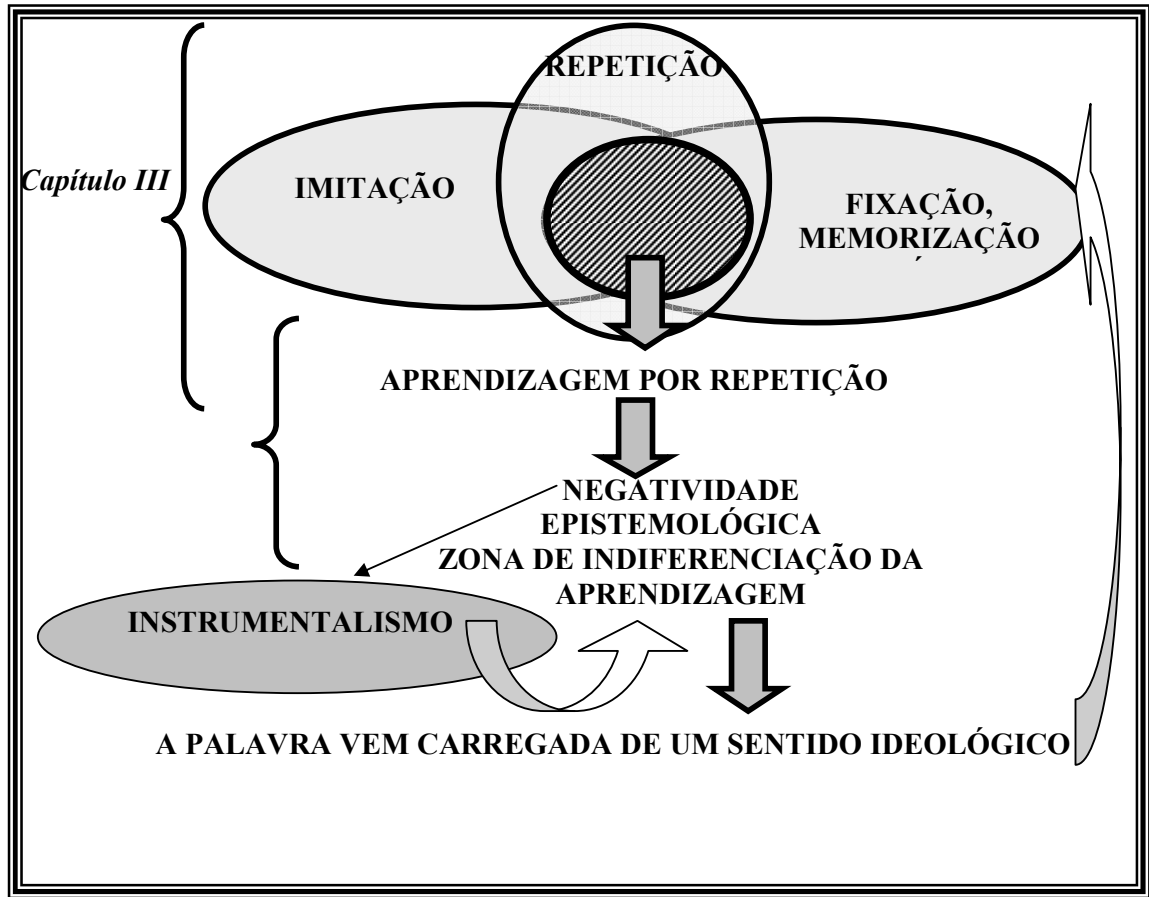 REPETIÇÃO
Capítulo III
IMITAÇÃO
FIXAÇÃO,
MEMORIZAÇÃO
APRENDIZAGEM POR REPETIÇÃO
NEGATIVIDADE
EPISTEMOLÓGICA
ZONA DE INDIFERENCIAÇÃO DA
APRENDIZAGEM
INSTRUMENTALISMO
A PALAVRA VEM CARREGADA DE UM SENTIDO IDEOLÓGICO